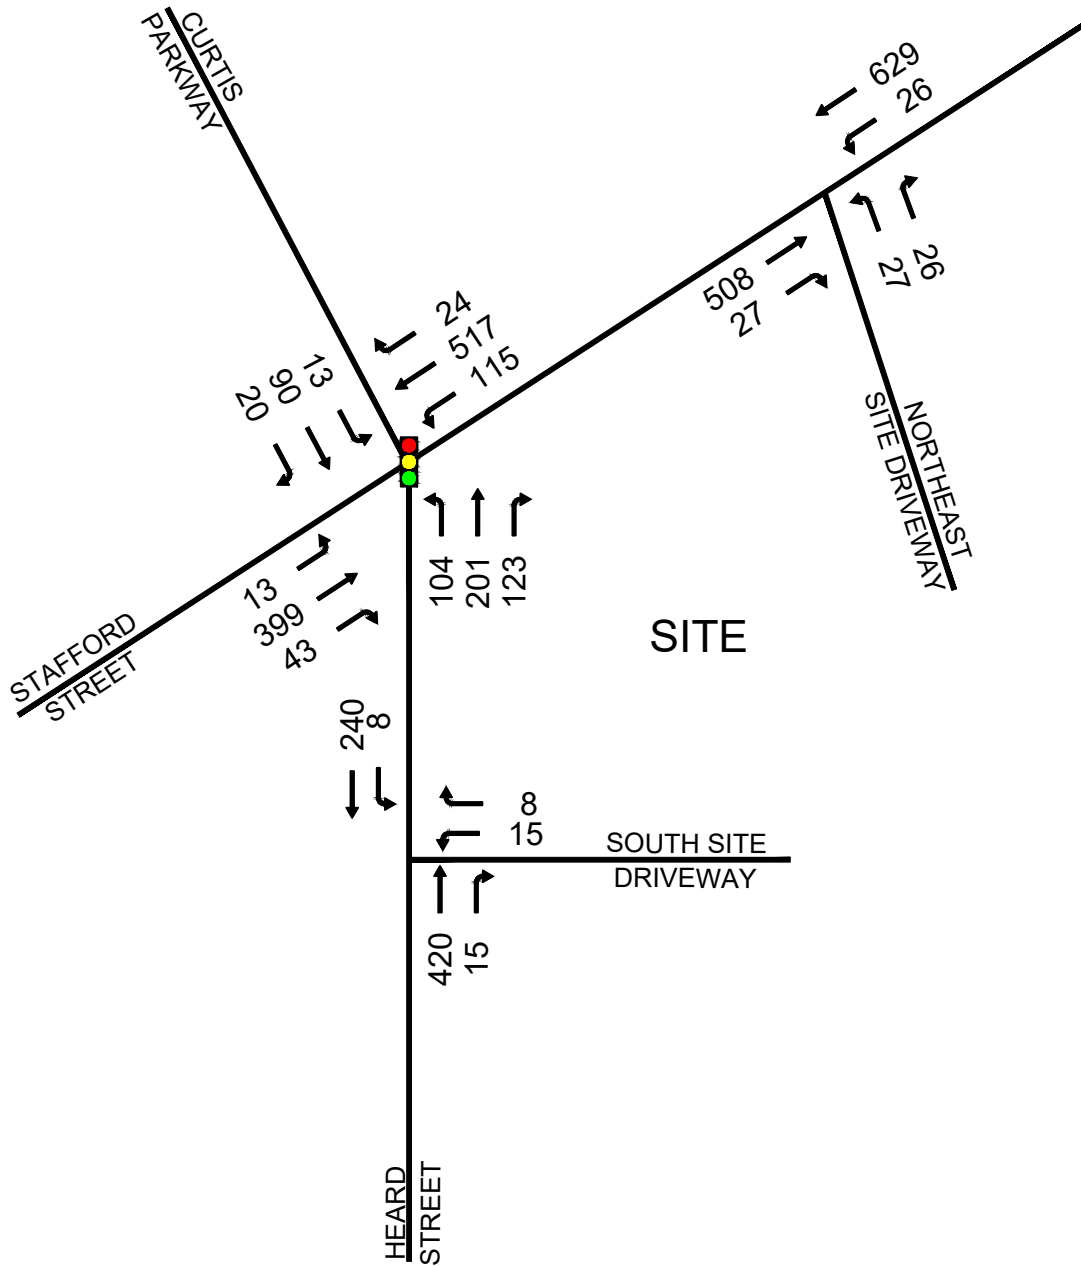 CURTIS
PARKWAY
629
26
26
27
508
27
24
517
115
13
90
20
NORTHEAST
SITE DRIVEWAY
13
399
43
104
201
123
SITE
STAFFORD
STREET
240
8
8
15
SOUTH SITE
DRIVEWAY
420
15
HEARD
STREET